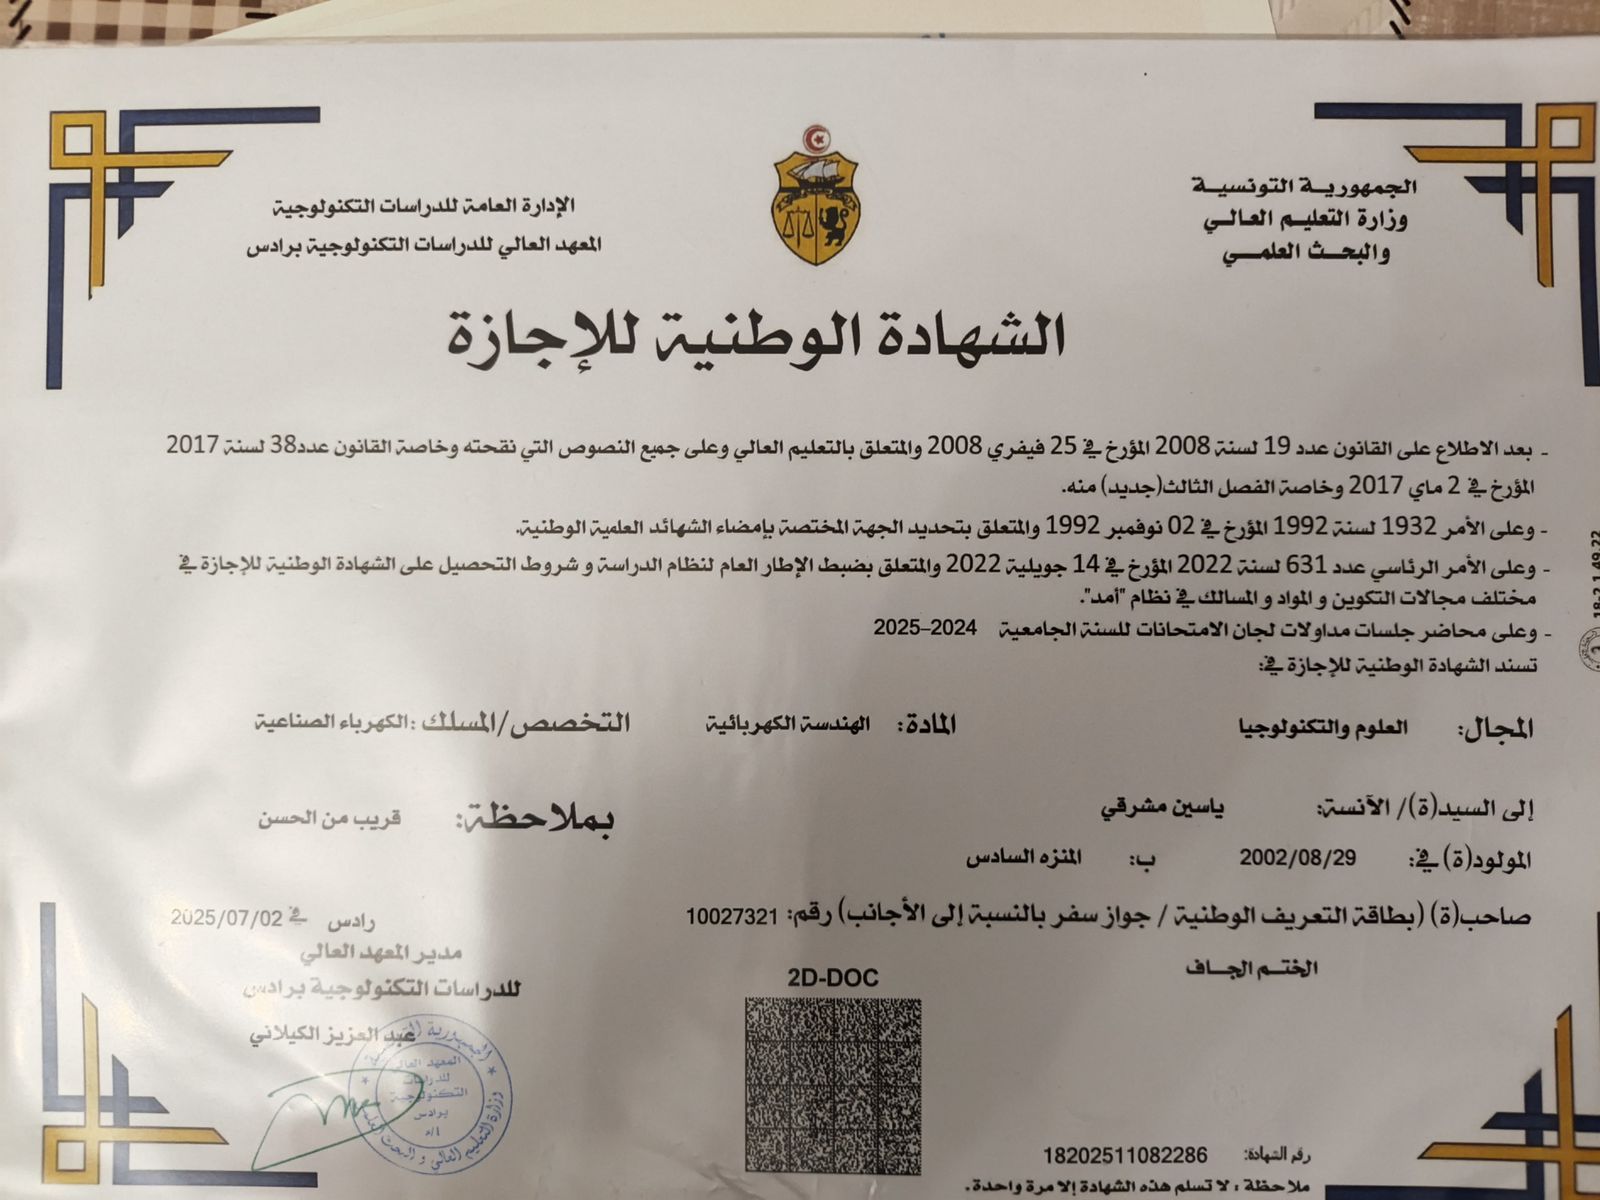 الجمهورية التونسية
وزارة التعليم العالي
والبحث العلمي
الإدارة العامة للدراسات التكنولوجية
المعهد العالي للدراسات التكنولوجية برادس
الشهادة الوطنية للإجازة
- بعد الاطلاع على القانون عدد 19 لسنة 2008 المؤرخ في 25 فيفري 2008 والمتعلق بالتعليم العالي وعلى جميع النصوص التي نقحته وخاصة القانون عدد38 لسنة 2017
المؤرخ في 2 ماي 2017 وخاصة الفصل الثالث(جديد) منه.
- وعلى الأمر 1932 لسنة 1992 المؤرخ في 02 نوفمبر 1992 والمتعلق بتحديد الجهة المختصة بإمضاء الشهائد العلمية الوطنية.
- وعلى الأمر الرئاسي عدد 631 لسنة 2022 المؤرخ في 14 جويلية 2022 والمتعلق بضبط الإطار العام لنظام الدراسة و شروط التحصيل على الشهادة الوطنية للإجازة في
مختلف مجالات التكوين و المواد و المسالك في نظام "أمد".
- وعلى محاضر جلسات مداولات لجان الامتحانات للسنة الجامعية 2024–2025
تسند الشهادة الوطنية للإجازة في:
المجال: العلوم والتكنولوجيا المادة: الهندسة الكهربائية التخصص/المسلك :الكهرباء الصناعية
إلى السيد(ة)/ الآنسة: ياسين مشرقي بملاحظة: قريب من الحسن
المولود(ة) في: 2002/08/29 ب: المنزه السادس
صاحب(ة) (بطاقة التعريف الوطنية / جواز سفر بالنسبة إلى الأجانب) رقم: 10027321
رادس في 2025/07/02
مدير المعهد العالي
للدراسات التكنولوجية برادس
عبد العزيز الكيلاني
المعهد العالي
للدراسات
التكنولوجية
برادس
وزارة التعليم العالي و البحث العلمي
الختم الجاف
2D-DOC
رقم الشهادة: 18202511082286
ملاحظة : لا تسلم هذه الشهادة إلا مرة واحدة.